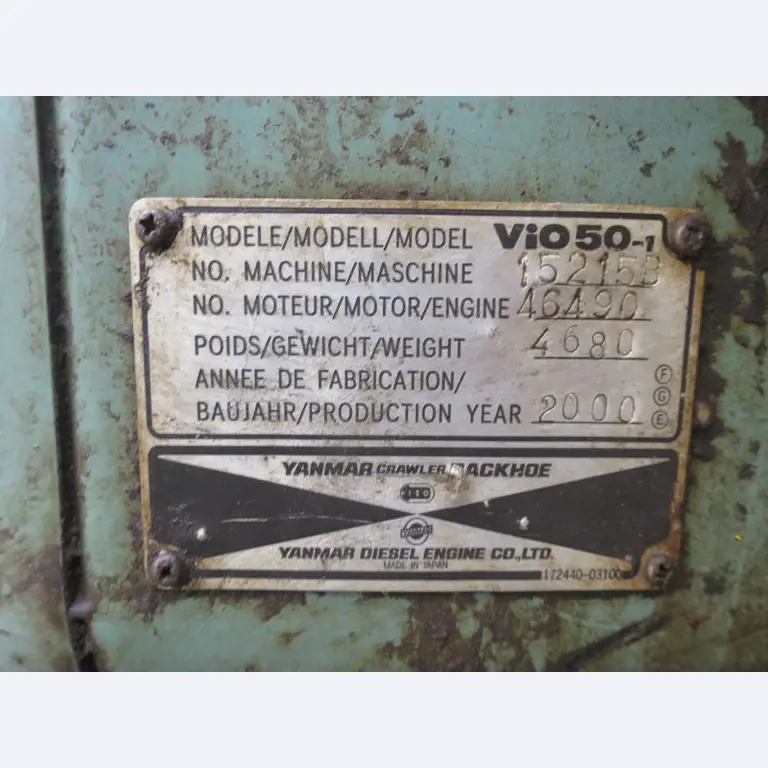 MODELE/MODELL/MODEL ViO50-1
NO. MACHINE/MASCHINE 15215B
NO. MOTEUR/MOTOR/ENGINE 46490
POIDS/GEWICHT/WEIGHT 4680
ANNEE DE FABRICATION/
BAUJAHR/PRODUCTION YEAR 2000
F
G
E
YANMAR CRAWLER BACKHOE
YANMAR
YANMAR DIESEL ENGINE CO.,LTD.
MADE IN JAPAN
172440-03100